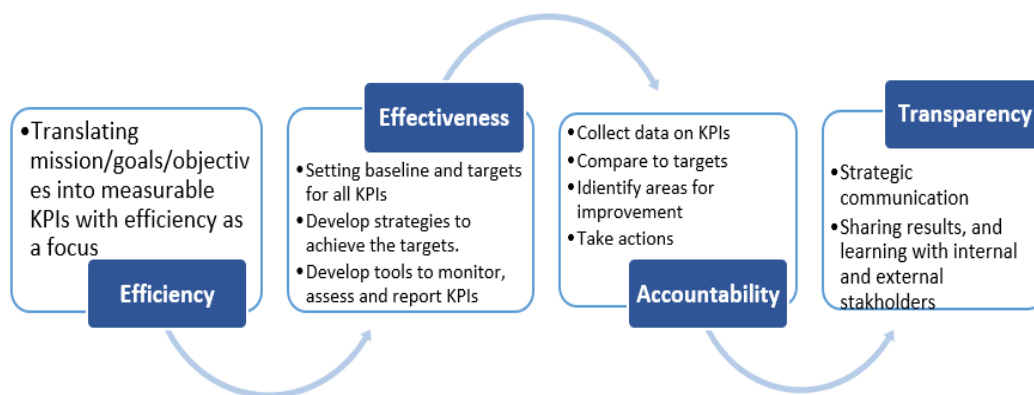 •Translating
mission/goals/objecti
ves into measurable
KPIs with efficiency as
a focus
Efficiency
Effectiveness
•Setting baseline and targets
for all KPIs
•Develop strategies to
achieve the targets.
•Develop tools to monitor,
assess and report KPIs
•Collect data on KPIs
•Compare to targets
•Idientify areas for
improvement
•Take actions
Accountability
Transparency
•Strategic
communication
•Sharing results, and
learning with internal
and external
stakholders